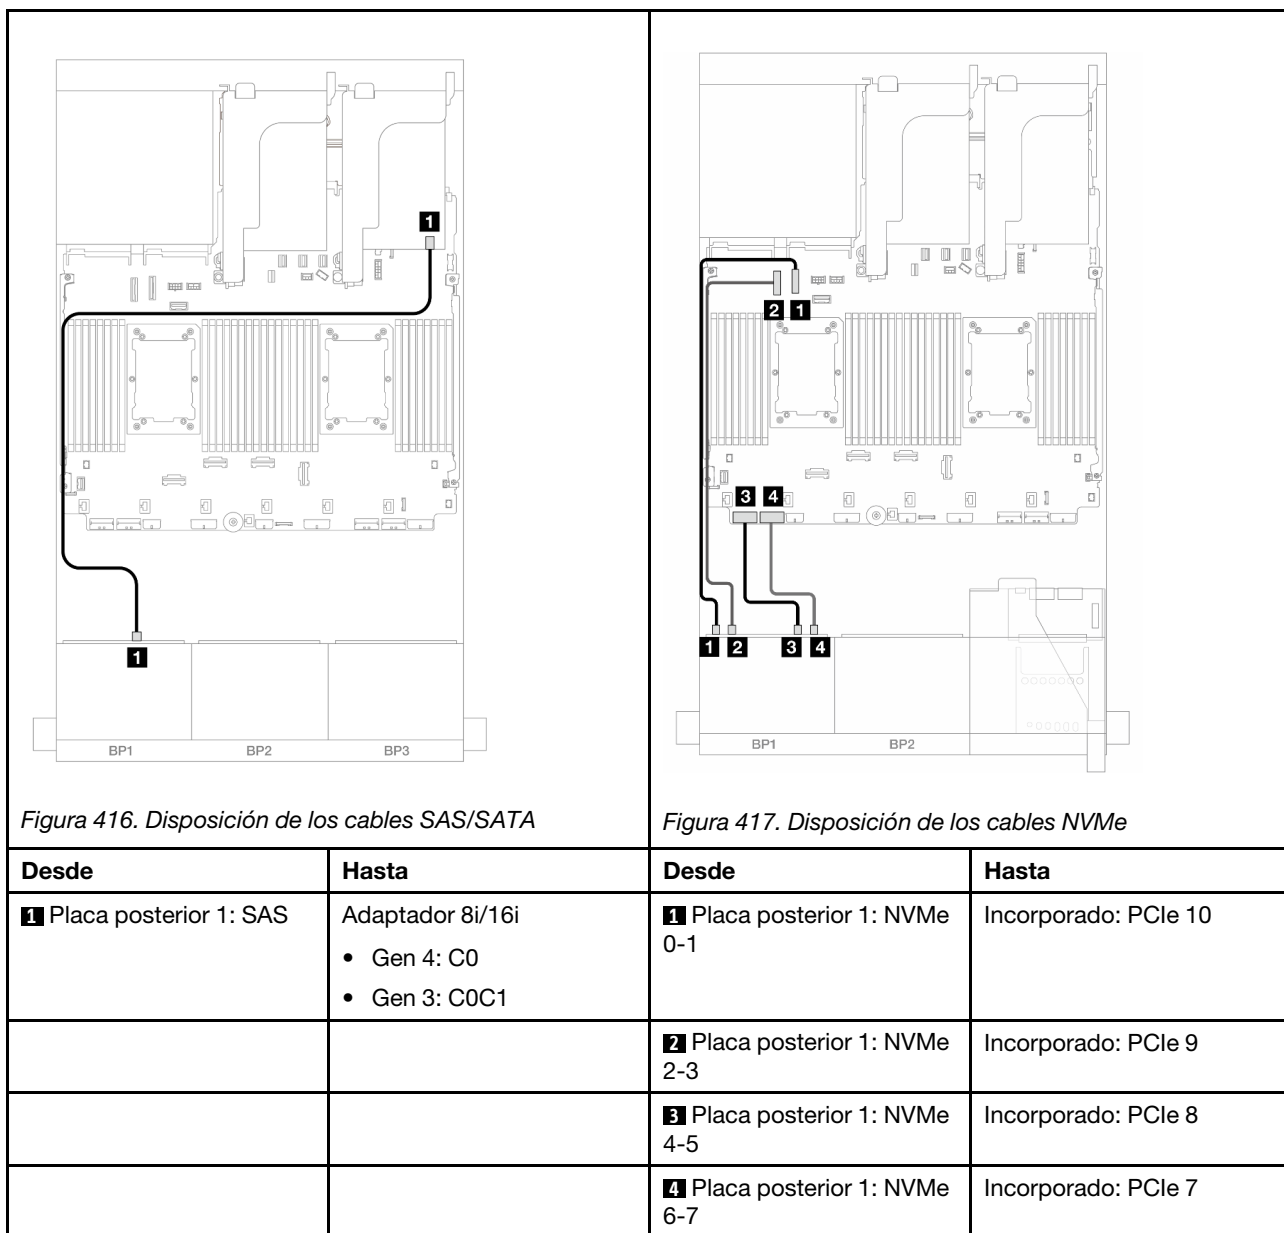 1
1
BP1 BP2 BP3
Figura 416. Disposición de los cables SAS/SATA
2 1
3 4
1 2 3 4
BP1 BP2
Figura 417. Disposición de los cables NVMe
Desde Hasta Desde Hasta
1 Placa posterior 1: SAS
Adaptador 8i/16i
• Gen 4: C0
• Gen 3: C0C1
1 Placa posterior 1: NVMe
0-1
Incorporado: PCIe 10
2 Placa posterior 1: NVMe
2-3
Incorporado: PCIe 9
3 Placa posterior 1: NVMe
4-5
Incorporado: PCIe 8
4 Placa posterior 1: NVMe
6-7
Incorporado: PCIe 7